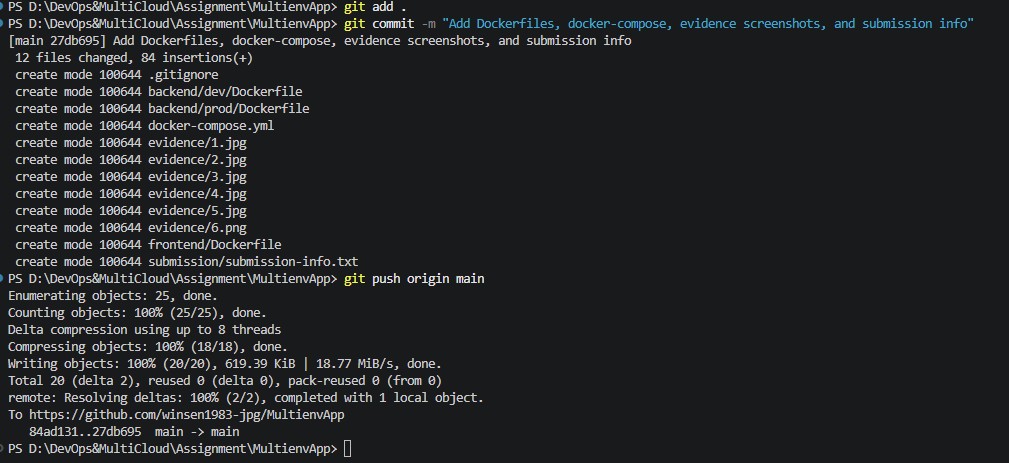 PS D:\DevOps&MultiCloud\Assignment\MultienvApp> git add .
PS D:\DevOps&MultiCloud\Assignment\MultienvApp> git commit -m "Add Dockerfiles, docker-compose, evidence screenshots, and submission info"
[main 27db695] Add Dockerfiles, docker-compose, evidence screenshots, and submission info
 12 files changed, 84 insertions(+)
 create mode 100644 .gitignore
 create mode 100644 backend/dev/Dockerfile
 create mode 100644 backend/prod/Dockerfile
 create mode 100644 docker-compose.yml
 create mode 100644 evidence/1.jpg
 create mode 100644 evidence/2.jpg
 create mode 100644 evidence/3.jpg
 create mode 100644 evidence/4.jpg
 create mode 100644 evidence/5.jpg
 create mode 100644 evidence/6.png
 create mode 100644 frontend/Dockerfile
 create mode 100644 submission/submission-info.txt
PS D:\DevOps&MultiCloud\Assignment\MultienvApp> git push origin main
Enumerating objects: 25, done.
Counting objects: 100% (25/25), done.
Delta compression using up to 8 threads
Compressing objects: 100% (18/18), done.
Writing objects: 100% (20/20), 619.39 KiB | 18.77 MiB/s, done.
Total 20 (delta 2), reused 0 (delta 0), pack-reused 0 (from 0)
remote: Resolving deltas: 100% (2/2), completed with 1 local object.
To https://github.com/winsen1983-jpg/MultienvApp
   84ad131..27db695  main -> main
PS D:\DevOps&MultiCloud\Assignment\MultienvApp>